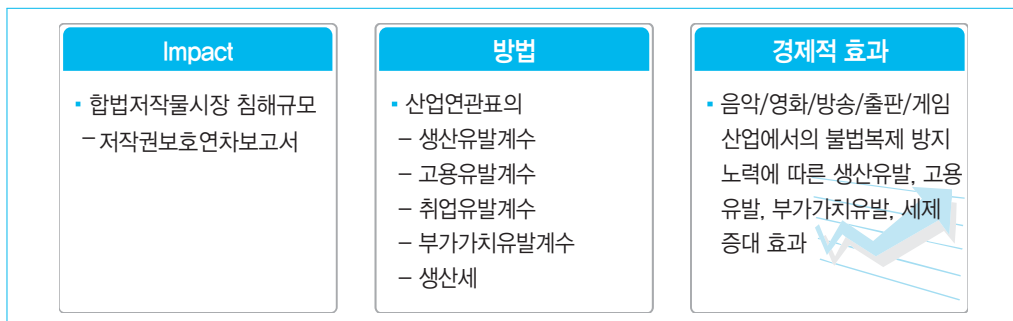 Impact
▪ 합법저작물시장 침해규모
– 저작권보호연차보고서
방법
▪ 산업연관표의
– 생산유발계수
– 고용유발계수
– 취업유발계수
– 부가가치유발계수
– 생산세
경제적 효과
▪ 음악/영화/방송/출판/게임
산업에서의 불법복제 방지
노력에 따른 생산유발, 고용
유발, 부가가치유발, 세제
증대 효과